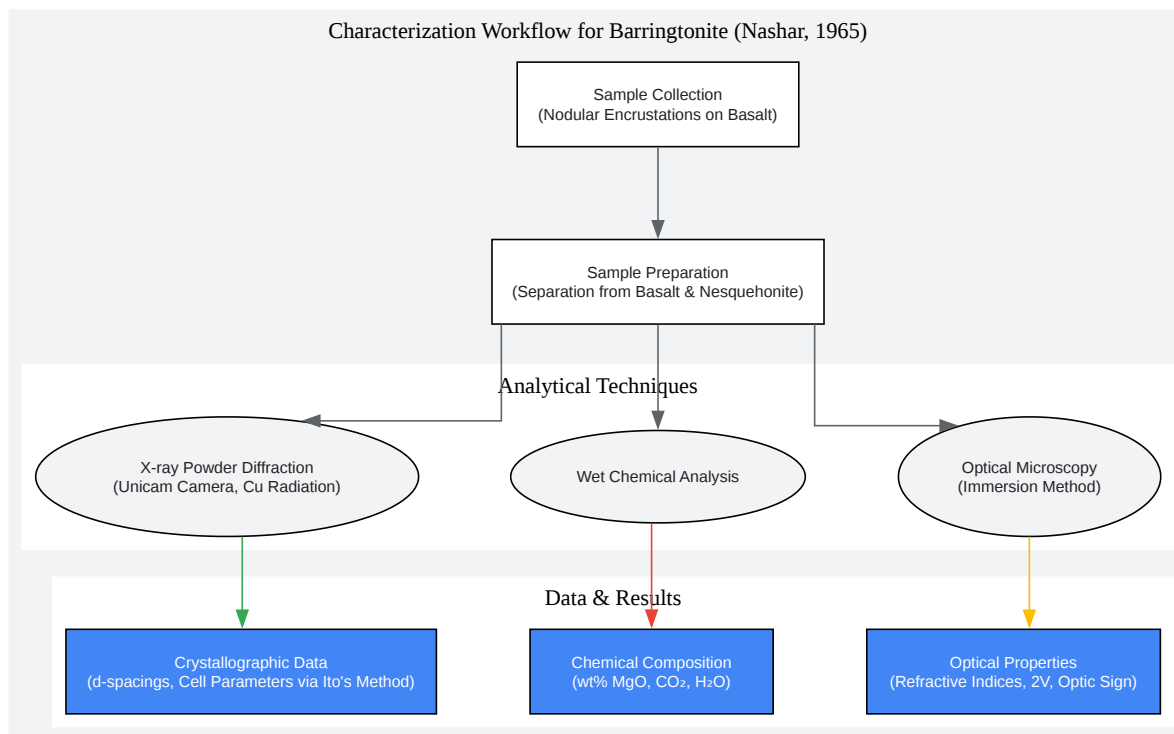 Characterization Workflow for Barringtonite (Nashar, 1965)
Sample Collection
(Nodular Encrustations on Basalt)
Sample Preparation
(Separation from Basalt & Nesquehonite)
Analytical Techniques
X-ray Powder Diffraction
(Unicam Camera, Cu Radiation)
Wet Chemical Analysis
Optical Microscopy
(Immersion Method)
Data & Results
Crystallographic Data
(d-spacings, Cell Parameters via Ito's Method)
Chemical Composition
(wt% MgO, CO₂, H₂O)
Optical Properties
(Refractive Indices, 2V, Optic Sign)